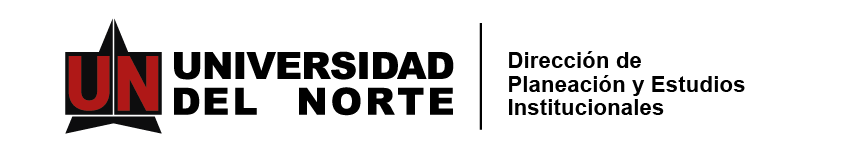 UN
UNIVERSIDAD
DEL NORTE
Dirección de
Planeación y Estudios
Institucionales